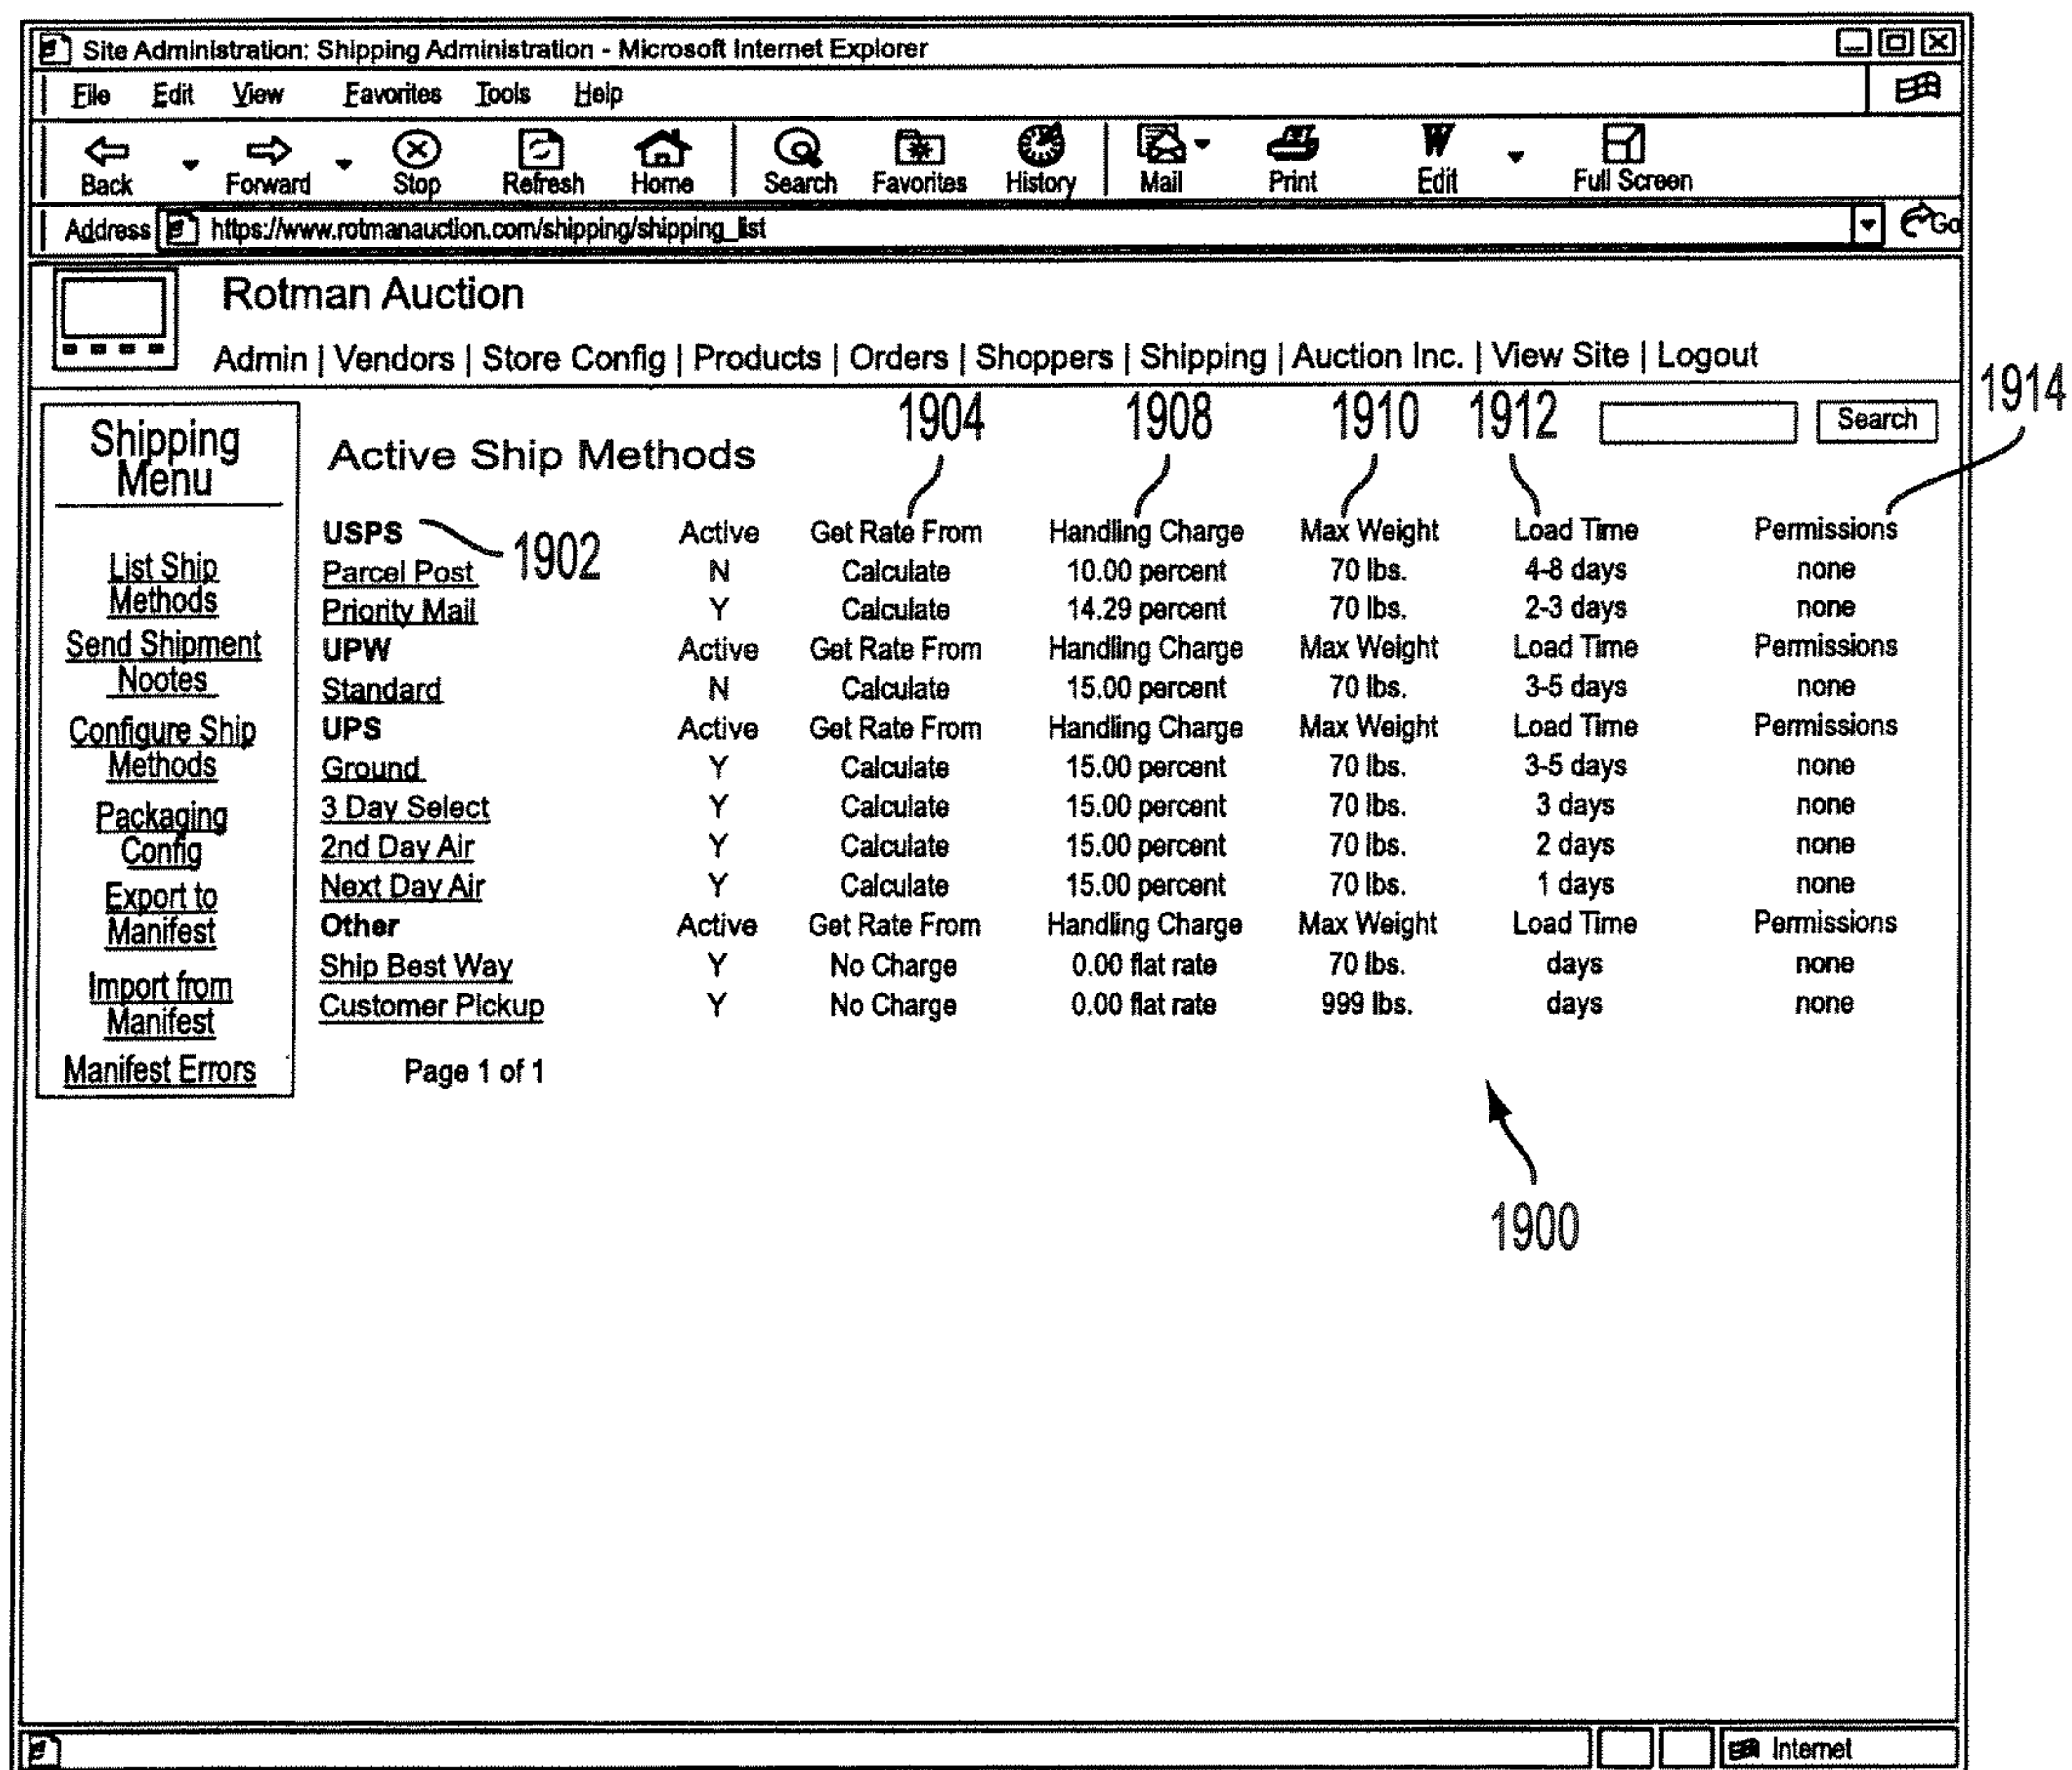 Site Administration: Shipping Administration - Microsoft Internet Explorer
File Edit View Favorites Tools Help
Back Forward Stop Refresh Home Search Favorites History Mail Print Edit Full Screen
Address https://www.rotmanauction.com/shipping/shipping_list Go
Rotman Auction
Admin | Vendors | Store Config | Products | Orders | Shoppers | Shipping | Auction Inc. | View Site | Logout
1904 1908 1910 1912 1914
Search
Shipping
Menu
List Ship
Methods
Send Shipment
Nootes
Configure Ship
Methods
Packaging
Config
Export to
Manifest
Import from
Manifest
Manifest Errors
Active Ship Methods
1902
USPS Active Get Rate From Handling Charge Max Weight Load Time Permissions
Parcel Post N Calculate 10.00 percent 70 lbs. 4-8 days none
Priority Mail Y Calculate 14.29 percent 70 lbs. 2-3 days none
UPW Active Get Rate From Handling Charge Max Weight Load Time Permissions
Standard N Calculate 15.00 percent 70 lbs. 3-5 days none
UPS Active Get Rate From Handling Charge Max Weight Load Time Permissions
Ground Y Calculate 15.00 percent 70 lbs. 3-5 days none
3 Day Select Y Calculate 15.00 percent 70 lbs. 3 days none
2nd Day Air Y Calculate 15.00 percent 70 lbs. 2 days none
Next Day Air Y Calculate 15.00 percent 70 lbs. 1 days none
Other Active Get Rate From Handling Charge Max Weight Load Time Permissions
Ship Best Way Y No Charge 0.00 flat rate 70 lbs. days none
Customer Pickup Y No Charge 0.00 flat rate 999 lbs. days none
Page 1 of 1
1900
Internet